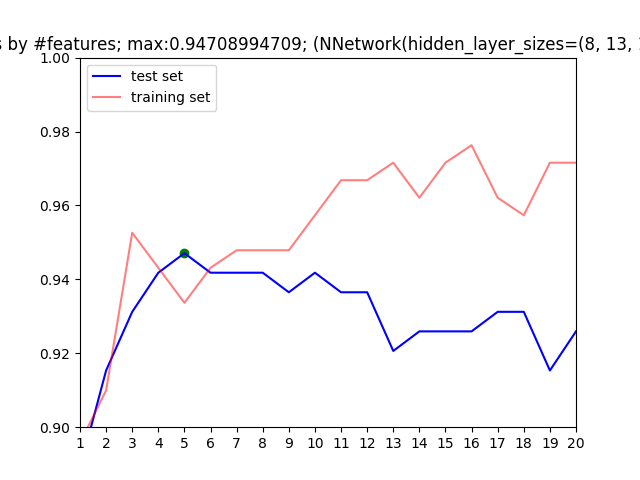 s by #features; max:0.94708994709; (NNetwork(hidden_layer_sizes=(8, 13,
test set
training set
1.00
0.98
0.96
0.94
0.92
0.90
1 2 3 4 5 6 7 8 9 10 11 12 13 14 15 16 17 18 19 20